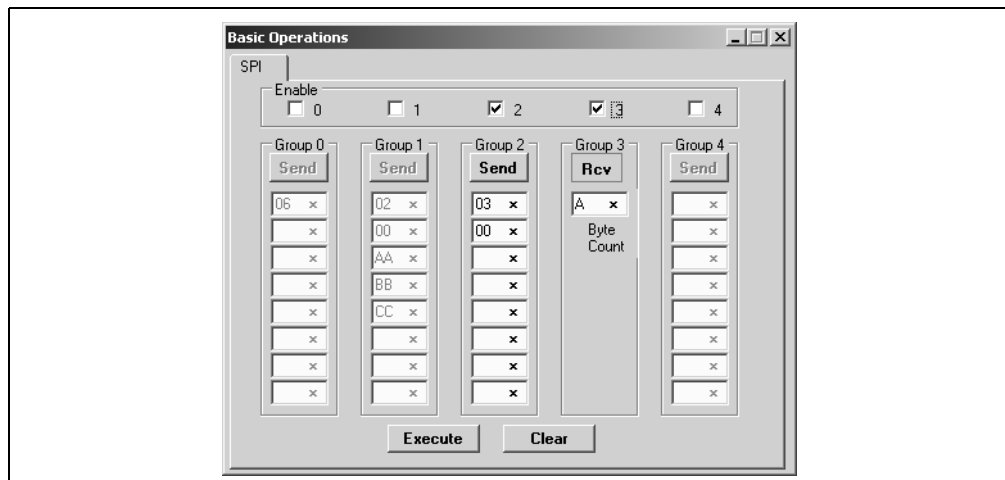 Basic Operations
SPI
Enable
0 1 2 3 4
Group 0 Group 1 Group 2 Group 3 Group 4
Send Send Send Rcv Send
06 x 02 x 03 x A x x
x 00 x 00 x Byte x
Count
x AA x x x
x BB x x x
x CC x x x
x x x x
x x x x
x x x x
Execute Clear